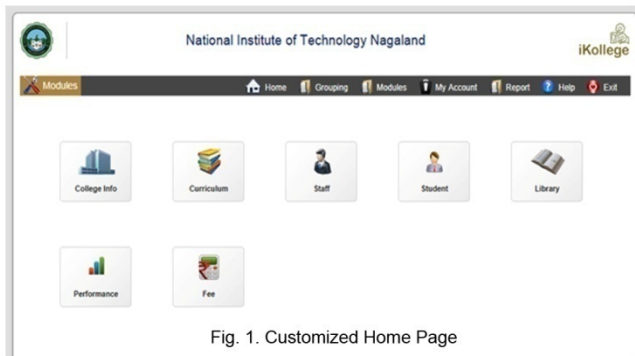 National Institute of Technology Nagaland
iKollege
Modules
Home Grouping Modules My Account Report Help Exit
College Info Curriculum Staff Student Library
Performance Fee
Fig. 1. Customized Home Page